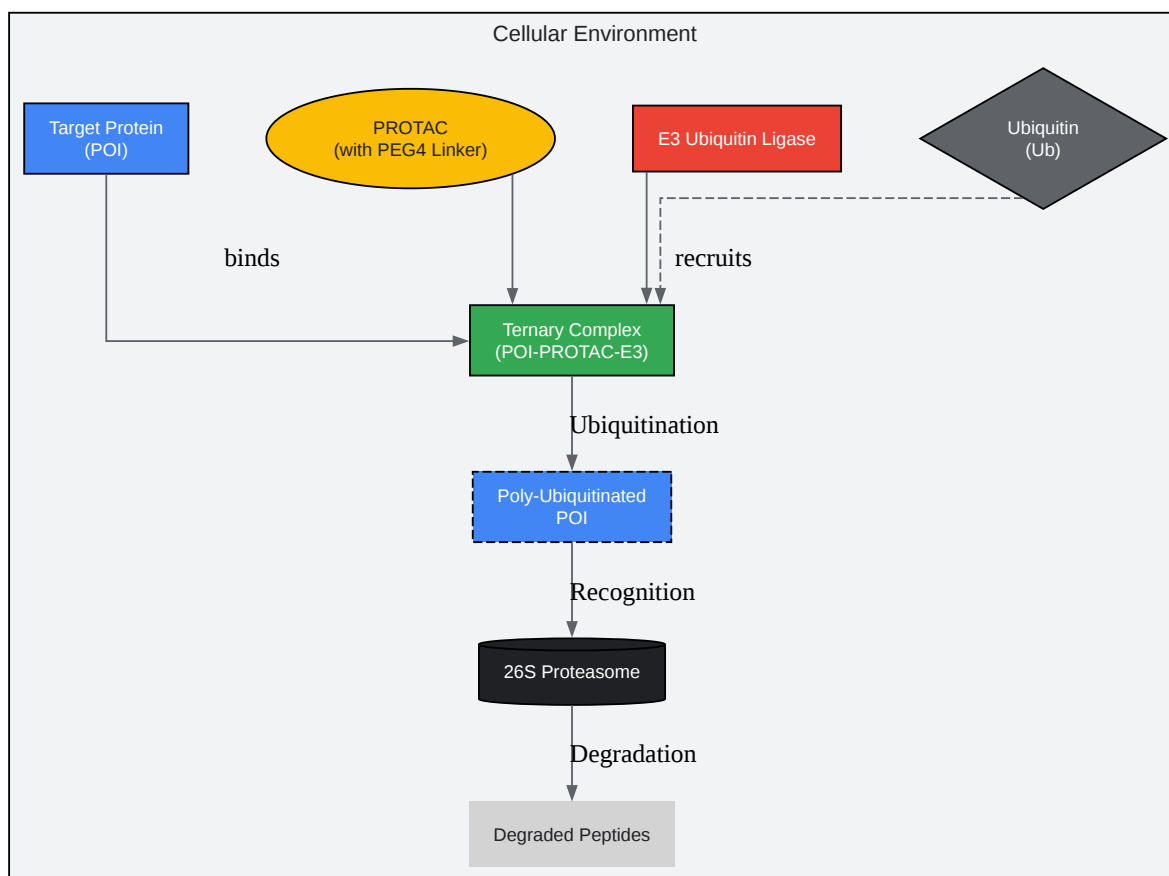 Cellular Environment
Target Protein
(POI)
PROTAC
(with PEG4 Linker)
E3 Ubiquitin Ligase
Ubiquitin
(Ub)
binds
recruits
Ternary Complex
(POI-PROTAC-E3)
Ubiquitination
Poly-Ubiquitinated
POI
Recognition
26S Proteasome
Degradation
Degraded Peptides